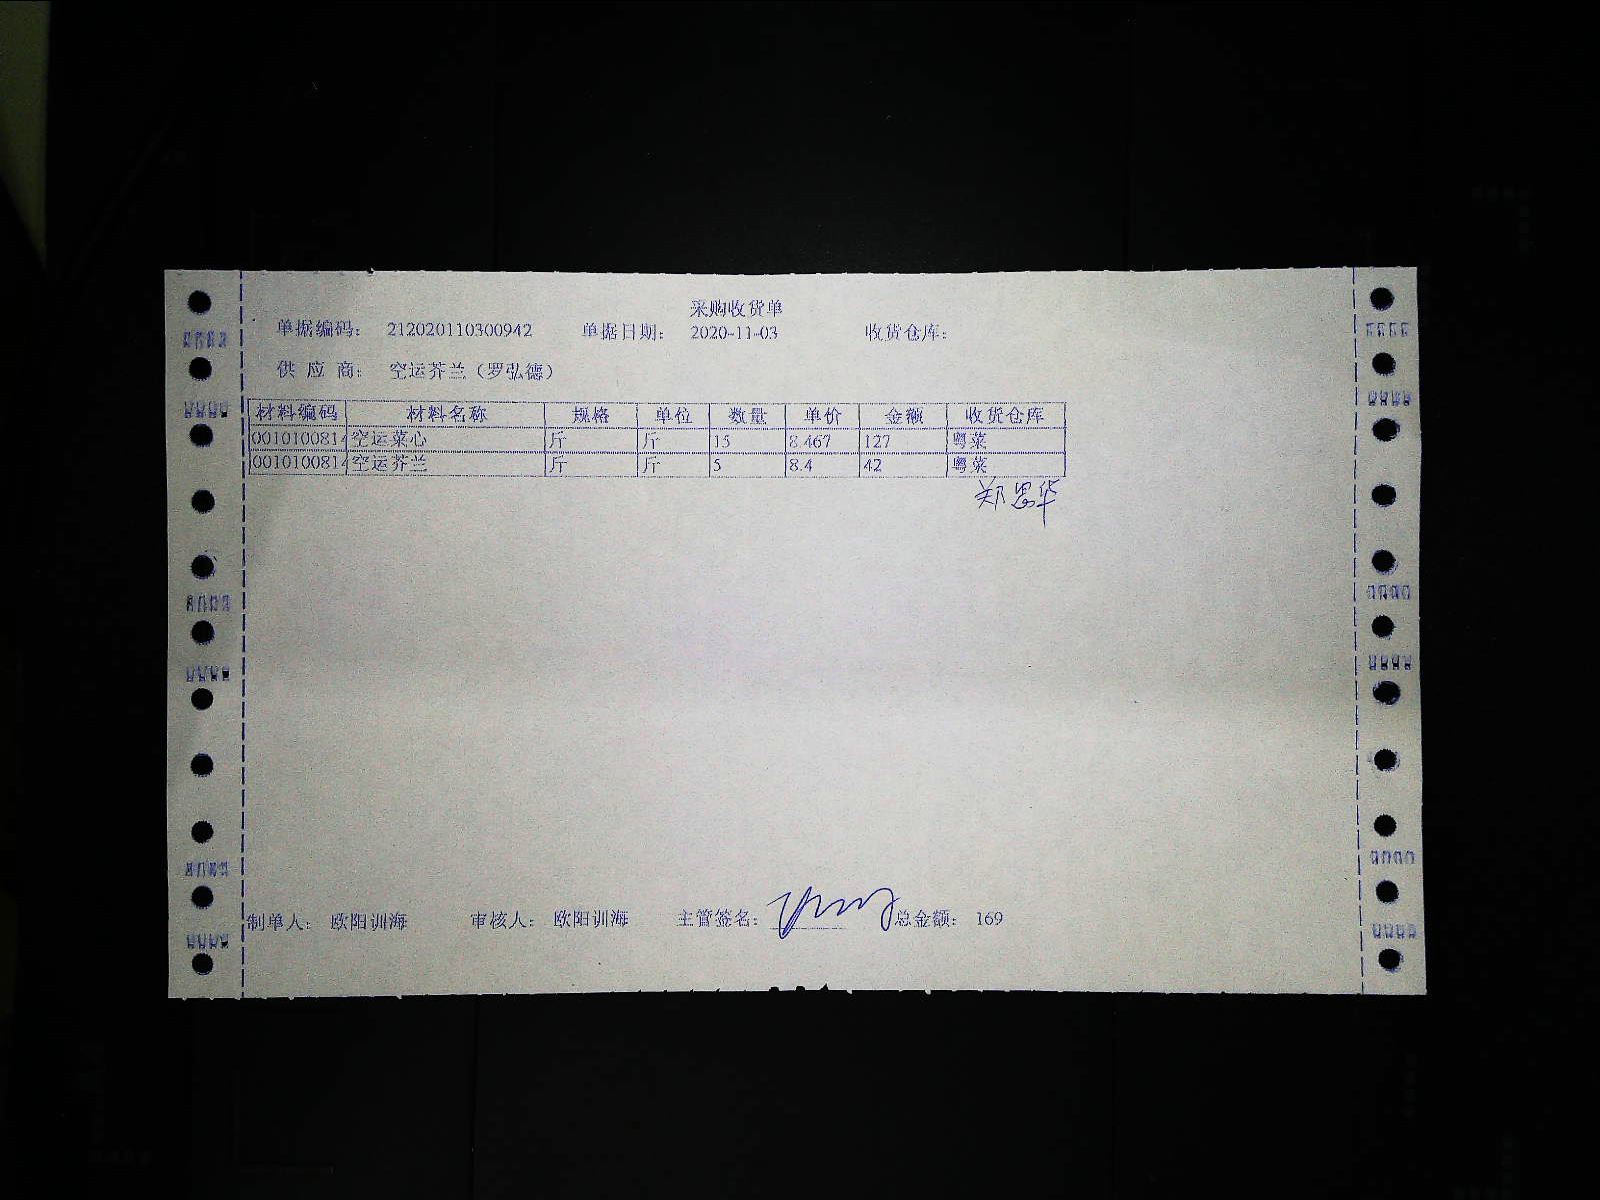 采购收货单
单据编码： 212020110300942 单据日期： 2020-11-03 收货仓库：
供 应 商： 空运芥兰（罗弘德）
材料编码 材料名称 规格 单位 数量 单价 金额 收货仓库
0010100814 空运菜心 斤 斤 15 8.467 127 粤菜
0010100814 空运芥兰 斤 斤 5 8.4 42 粤菜
郑思华
制单人： 欧阳训海 审核人： 欧阳训海 主管签名： 总金额： 169